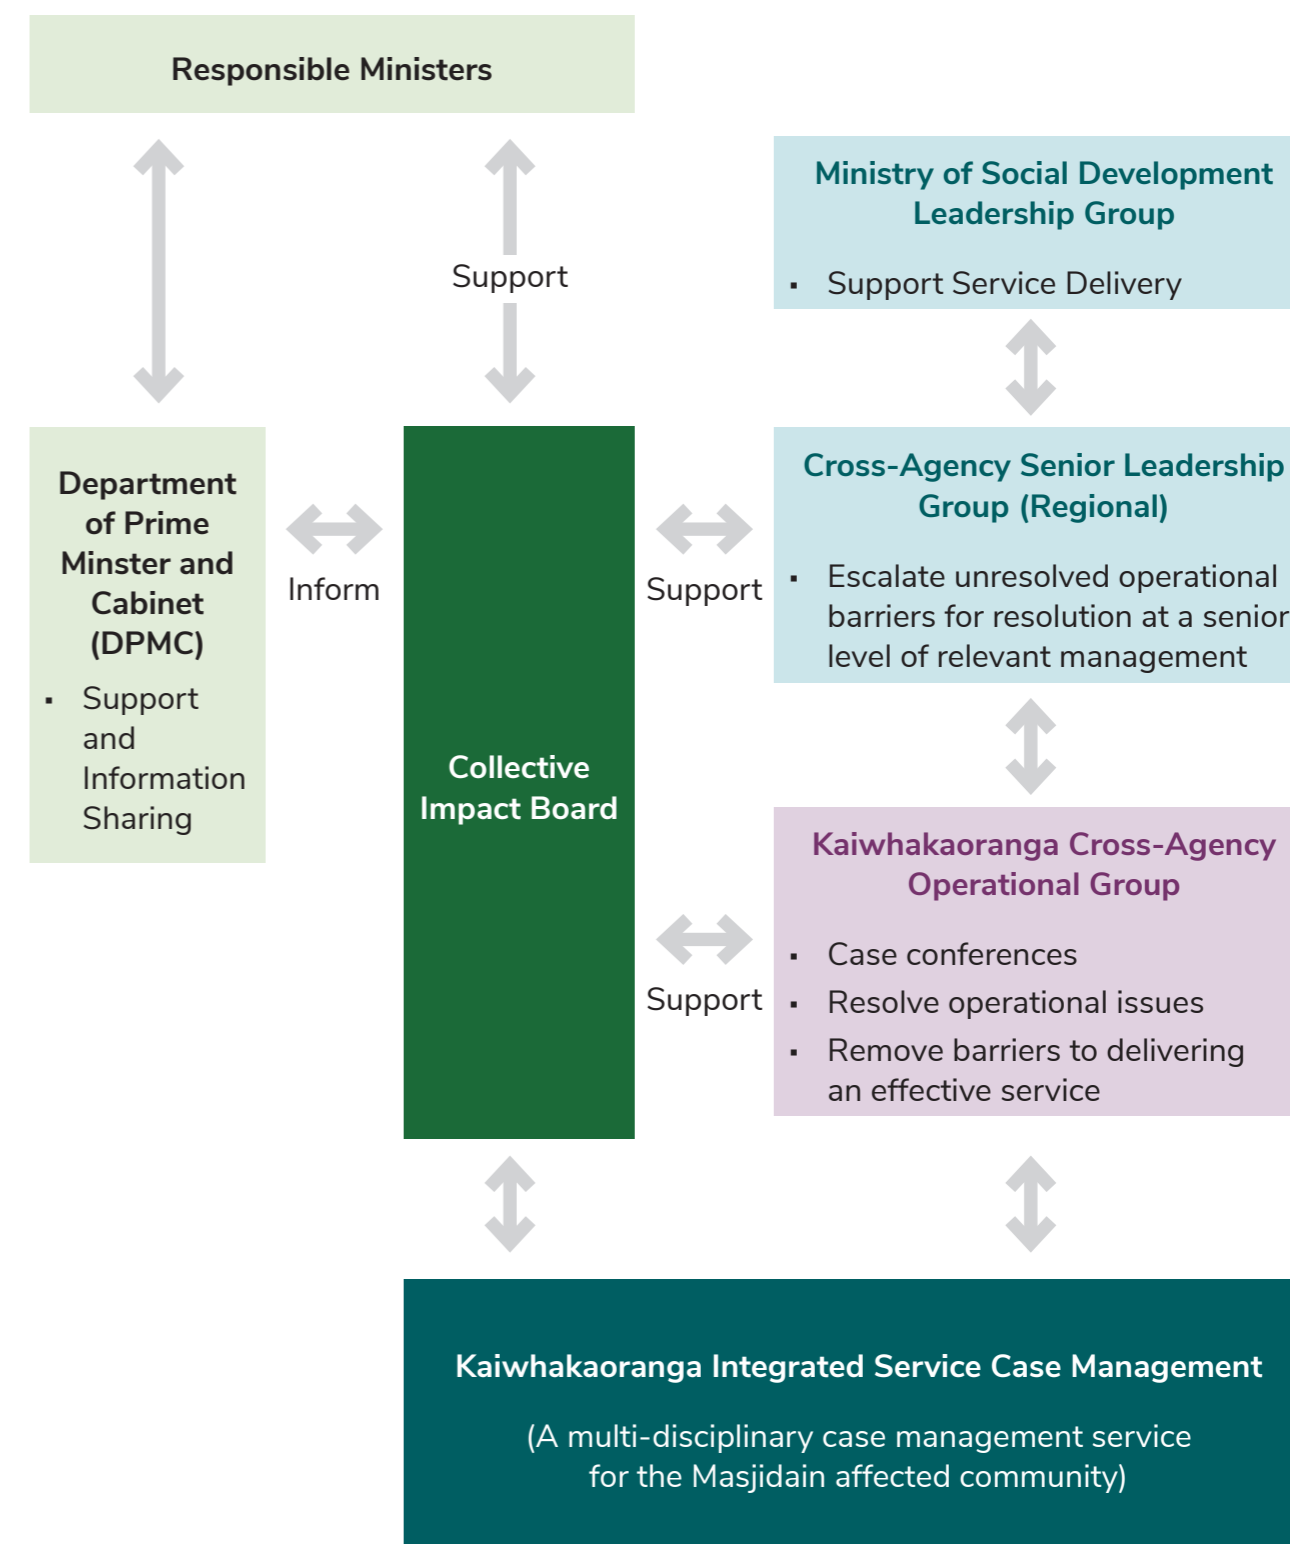 Responsible Ministers
Support
Ministry of Social Development
Leadership Group
▪ Support Service Delivery
Department
of Prime
Minster and
Cabinet
(DPMC)
▪ Support
and
Information
Sharing
Inform
Collective
Impact Board
Support
Cross-Agency Senior Leadership
Group (Regional)
▪ Escalate unresolved operational
barriers for resolution at a senior
level of relevant management
Support
Kaiwhakaoranga Cross-Agency
Operational Group
▪ Case conferences
▪ Resolve operational issues
▪ Remove barriers to delivering
an effective service
Kaiwhakaoranga Integrated Service Case Management
(A multi-disciplinary case management service
for the Masjidain affected community)